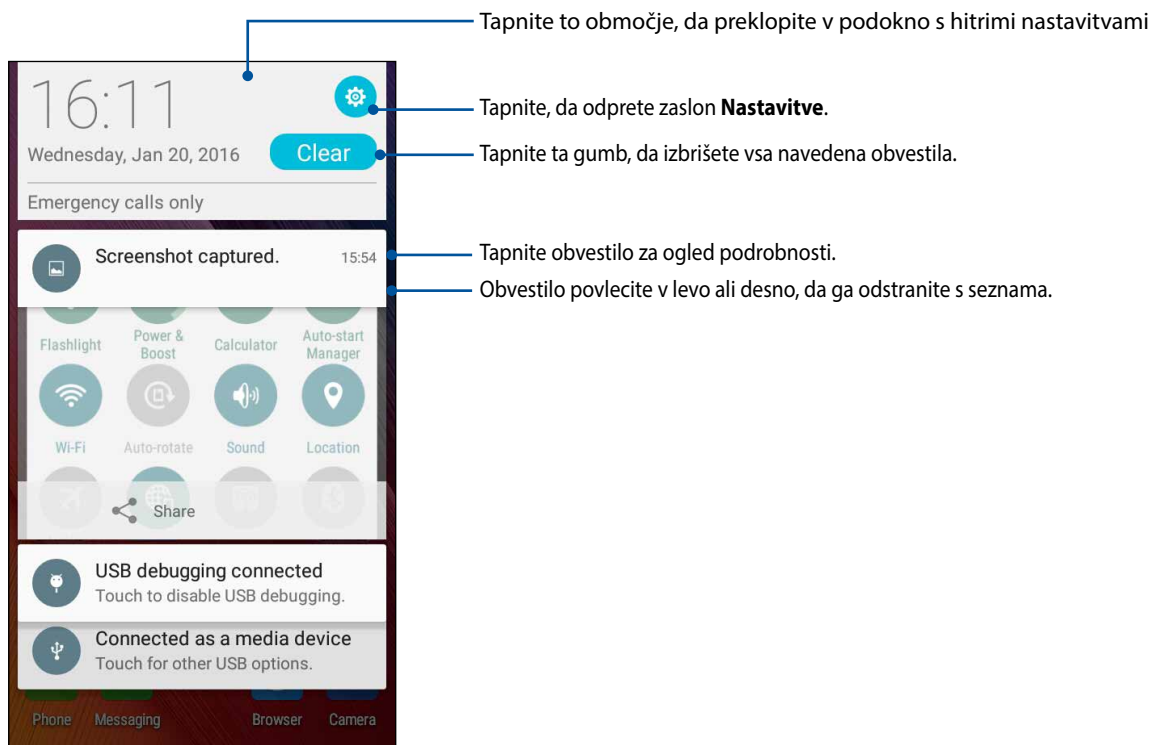 Tapnite to območje, da preklopite v podokno s hitrimi nastavitvami
16:11
Tapnite, da odprete zaslon Nastavitve.
Wednesday, Jan 20, 2016
Clear
Tapnite ta gumb, da izbrišete vsa navedena obvestila.
Emergency calls only
Screenshot captured.
15:54
Tapnite obvestilo za ogled podrobnosti.
Obvestilo povlecite v levo ali desno, da ga odstranite s seznama.
Flashlight
Power &
Boost
Calculator
Auto-start
Manager
Wi-Fi
Auto-rotate
Sound
Location
Share
USB debugging connected
Touch to disable USB debugging.
Connected as a media device
Touch for other USB options.
Phone
Messaging
Browser
Camera